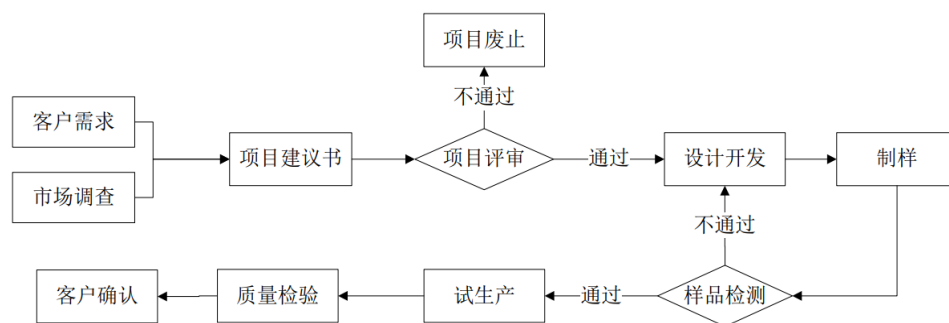 项目废止
不通过
客户需求
市场调查
项目建议书
项目评审
通过
设计开发
制样
不通过
客户确认
质量检验
试生产
通过
样品检测